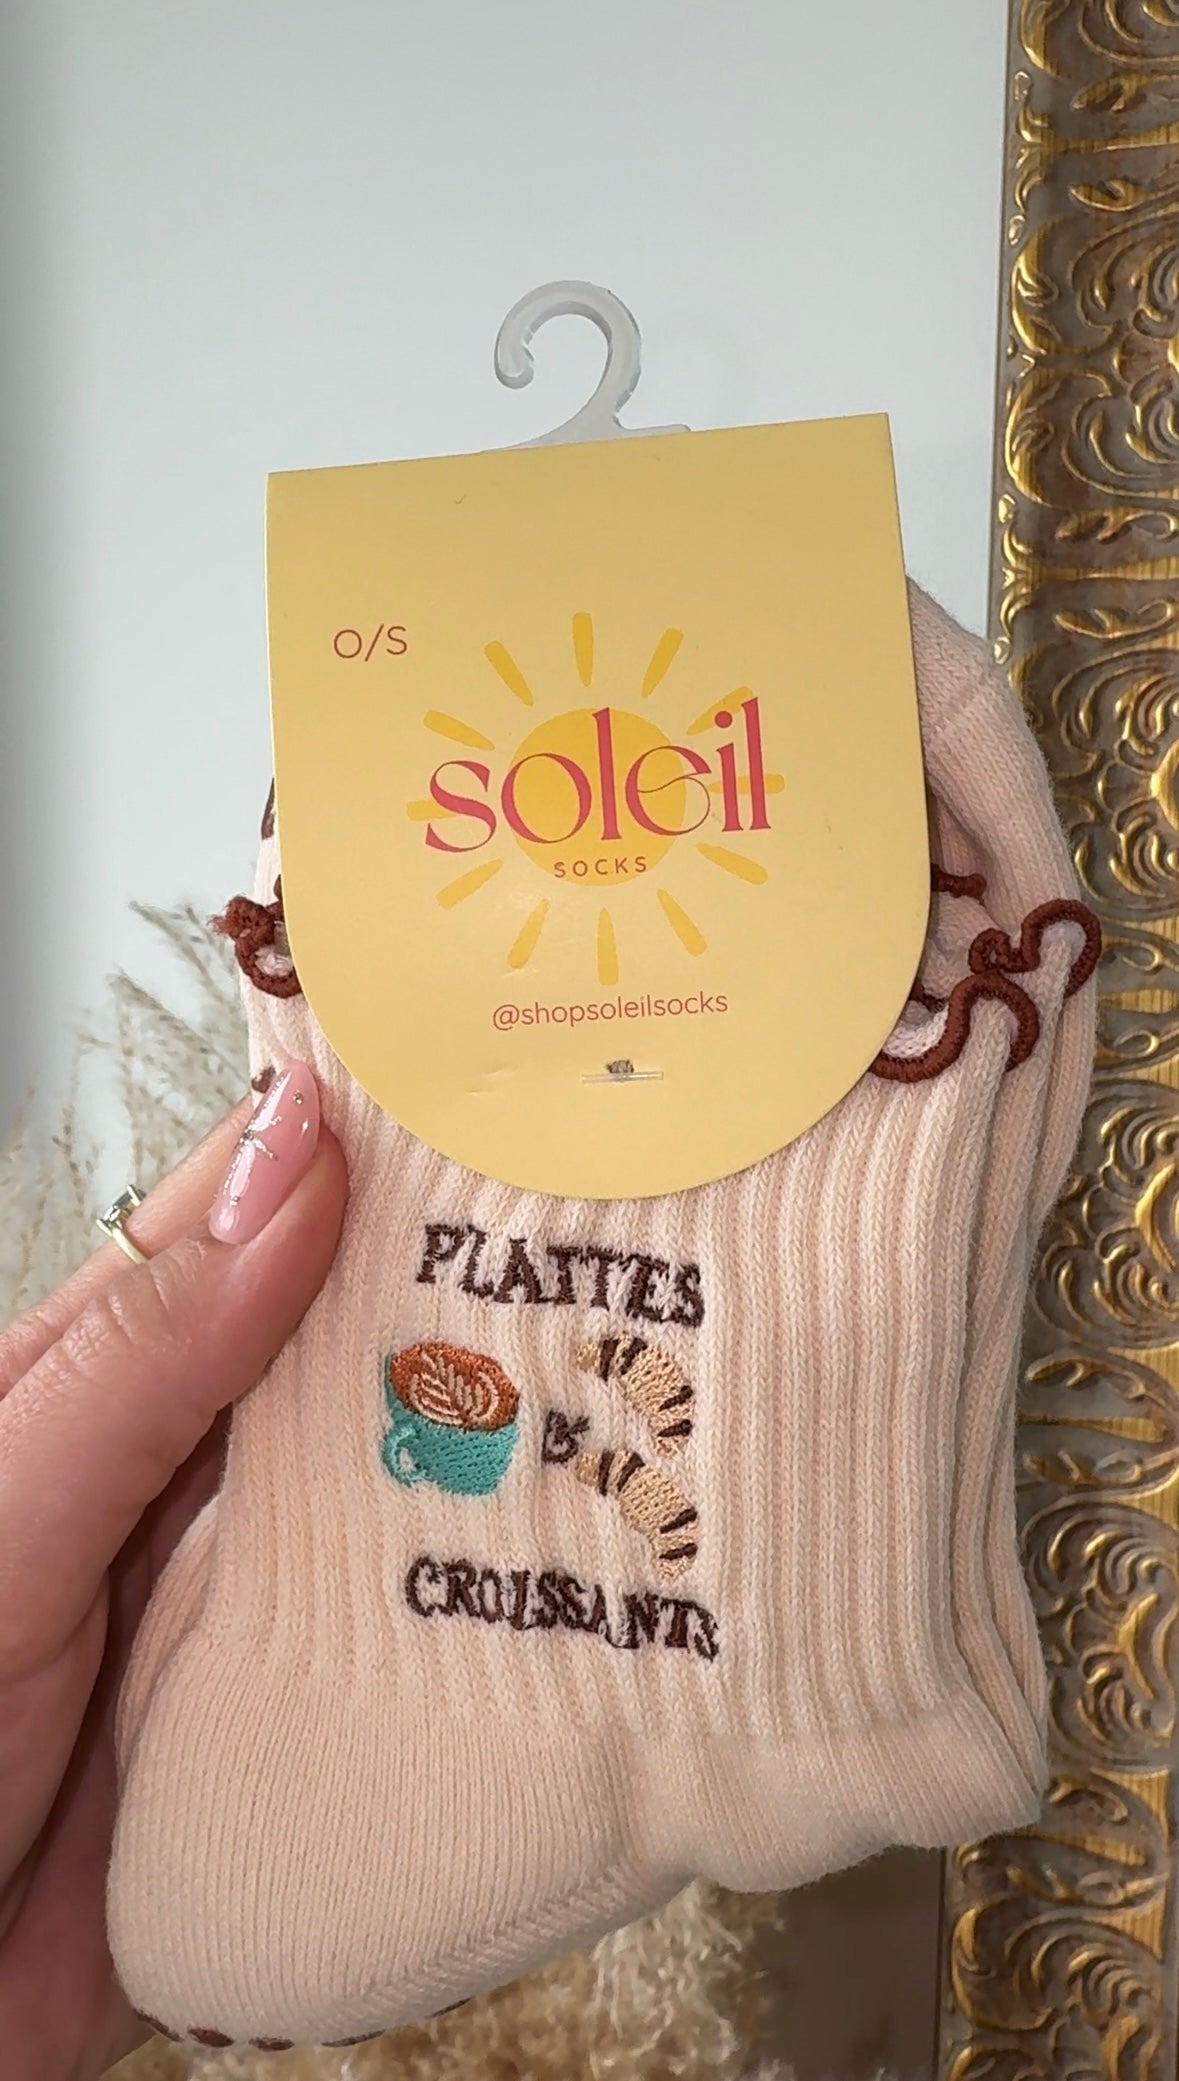 O/S
soleil
SOCKS
@shopsoleilsocks
PLATTES
&
CROISSANTS